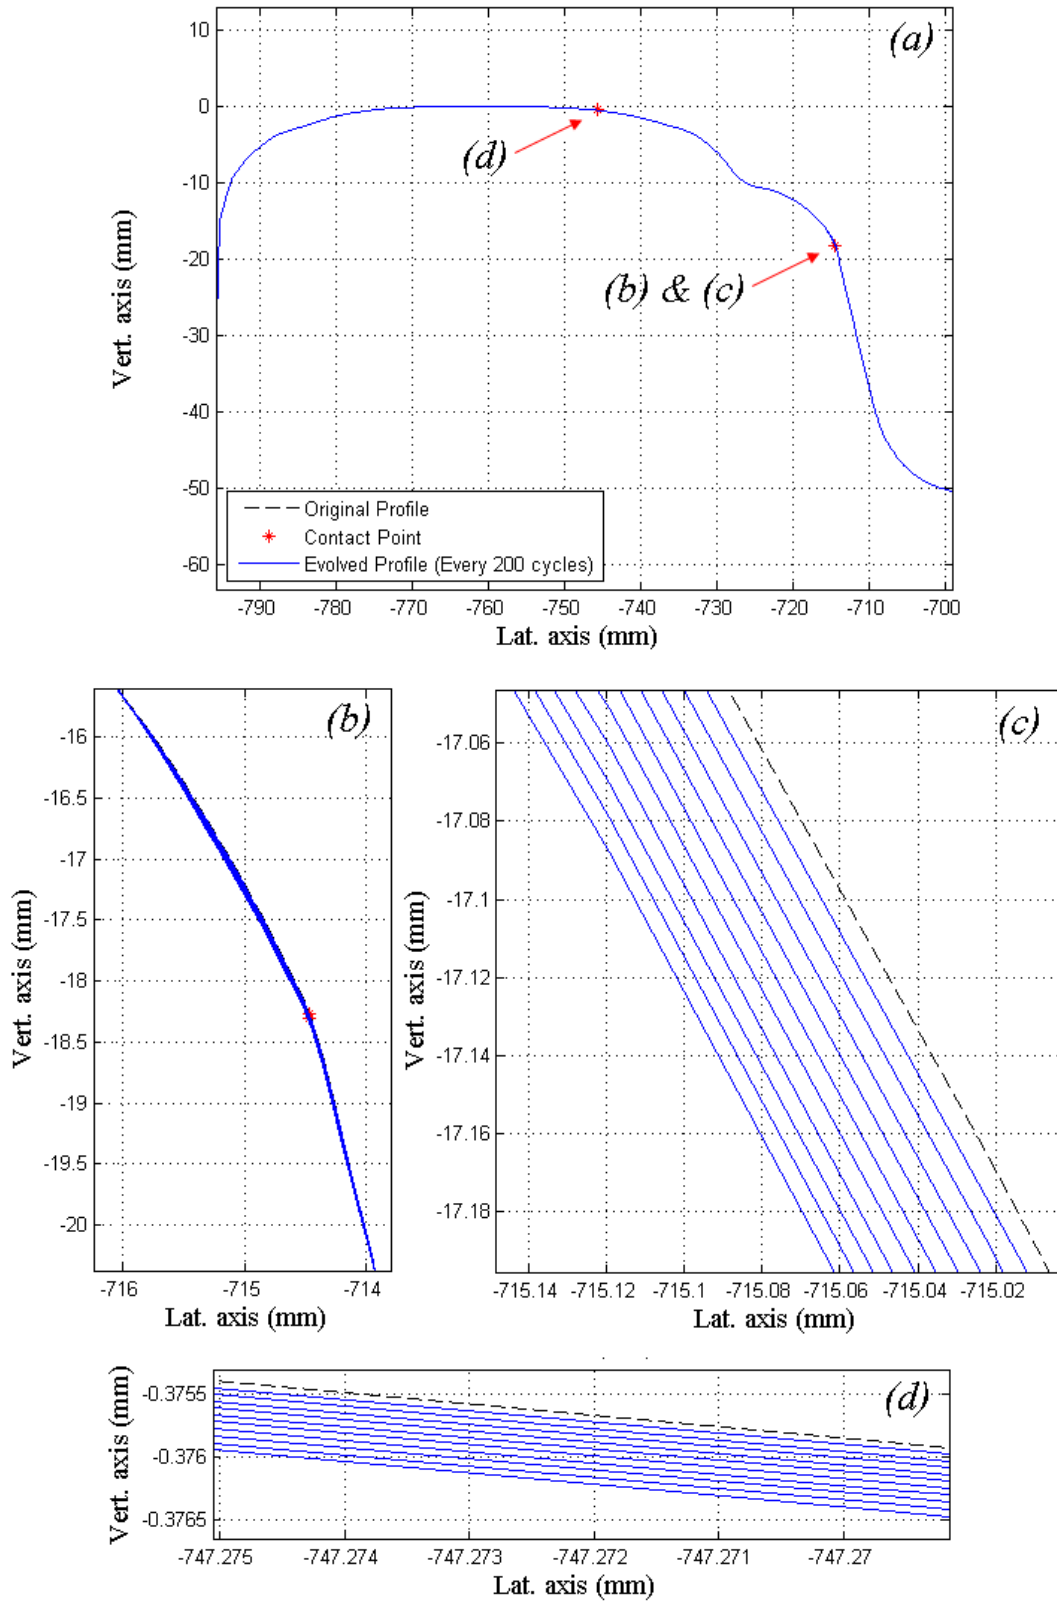 (a)
10
0
-10
-20
-30
-40
-50
-60
Vert. axis (mm)
(d)
(b) & (c)
Original Profile
Contact Point
Evolved Profile (Every 200 cycles)
-790 -780 -770 -760 -750 -740 -730 -720 -710 -700
Lat. axis (mm)
(b)
-16
-16.5
-17
-17.5
-18
-18.5
-19
-19.5
-20
Vert. axis (mm)
-716 -715 -714
Lat. axis (mm)
(c)
-17.06
-17.08
-17.1
-17.12
-17.14
-17.16
-17.18
Vert. axis (mm)
-715.14 -715.12 -715.1 -715.08 -715.06 -715.04 -715.02
Lat. axis (mm)
(d)
-0.3755
-0.376
-0.3765
Vert. axis (mm)
-747.275 -747.274 -747.273 -747.272 -747.271 -747.27
Lat. axis (mm)